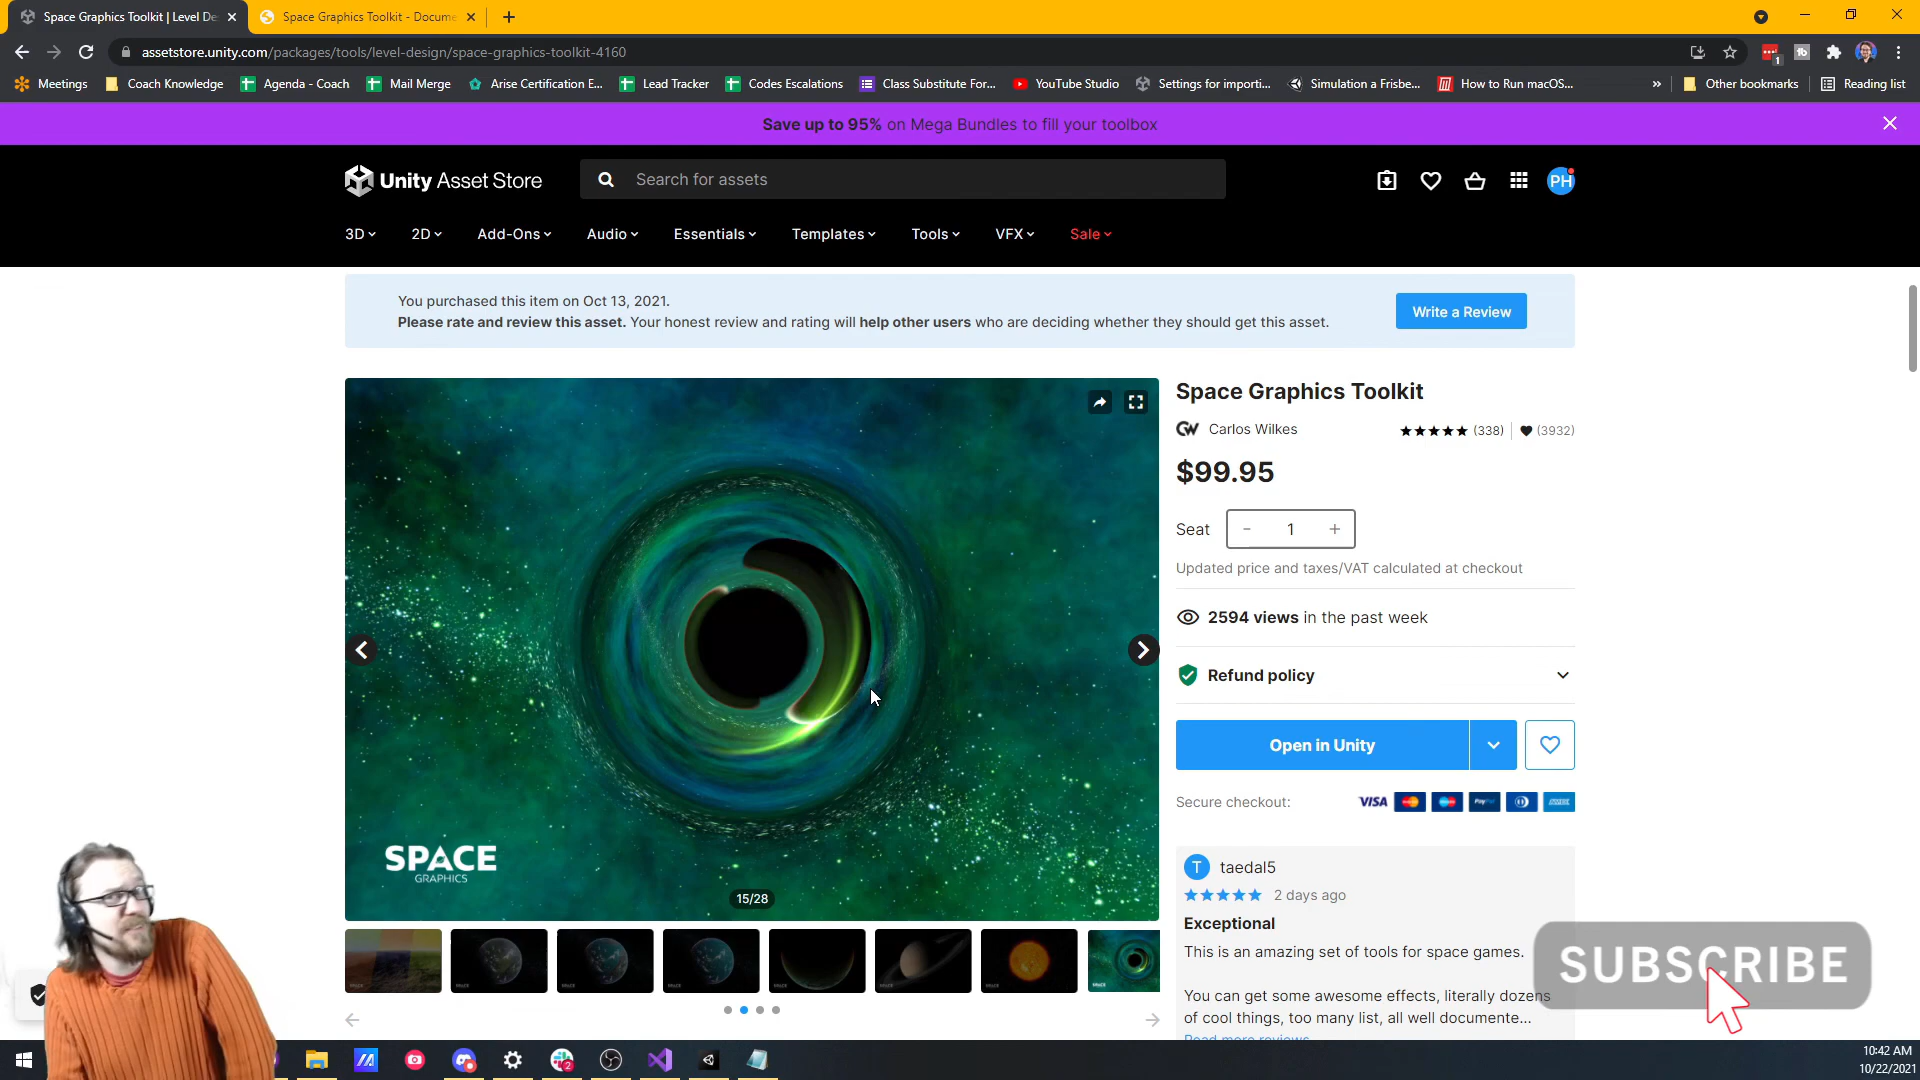 Space Graphics Toolkit | Level De
Space Graphics Toolkit - Docume
assetstore.unity.com/packages/tools/level-design/space-graphics-toolkit-4160
1
Meetings
Coach Knowledge
Agenda - Coach
Mail Merge
Arise Certification E...
Lead Tracker
Codes Escalations
Class Substitute For...
YouTube Studio
Settings for importi...
Simulation a Frisbe...
How to Run macOS...
»
Other bookmarks
Reading list
Save up to 95% on Mega Bundles to fill your toolbox
Unity Asset Store
Search for assets
PH
3D
2D
Add-Ons
Audio
Essentials
Templates
Tools
VFX
Sale
You purchased this item on Oct 13, 2021.
Please rate and review this asset. Your honest review and rating will help other users who are deciding whether they should get this asset.
Write a Review
SPACE
GRAPHICS
15/28
Space Graphics Toolkit
Carlos Wilkes
(338)
(3932)
$99.95
Seat
- 1 +
Updated price and taxes/VAT calculated at checkout
2594 views in the past week
Refund policy
Open in Unity
Secure checkout:
VISA
PayPal
T
taedal5
2 days ago
Exceptional
This is an amazing set of tools for space games.
You can get some awesome effects, literally dozens
of cool things, too many list, all well documente...
Read more reviews
SUBSCRIBE
2
10:42 AM
10/22/2021